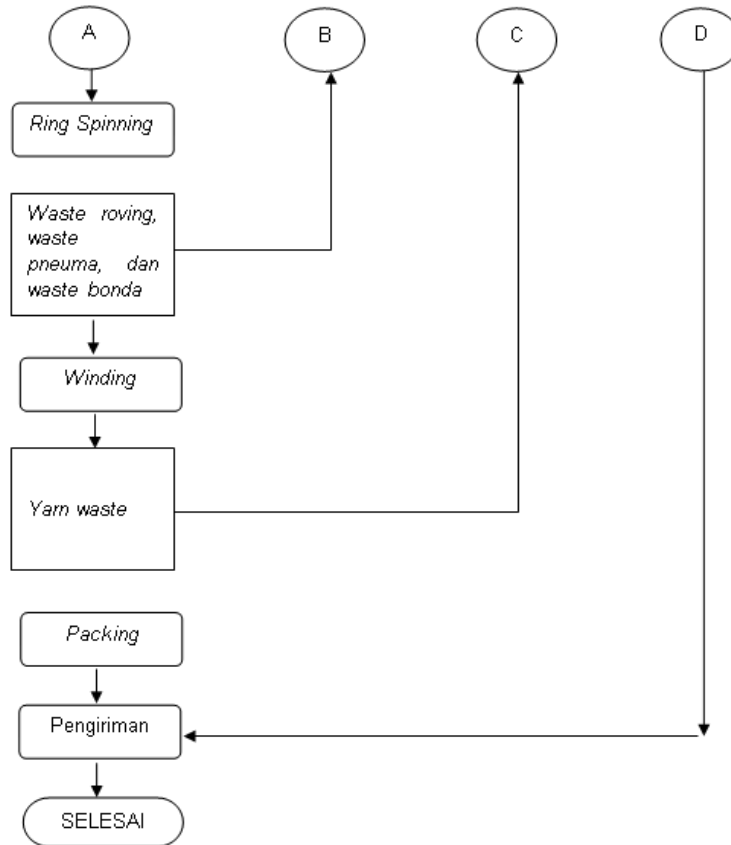 A
B
C
D
Ring Spinning
Waste roving,
waste
pneuma, dan
waste bonda
Winding
Yarn waste
Packing
Pengiriman
SELESAI